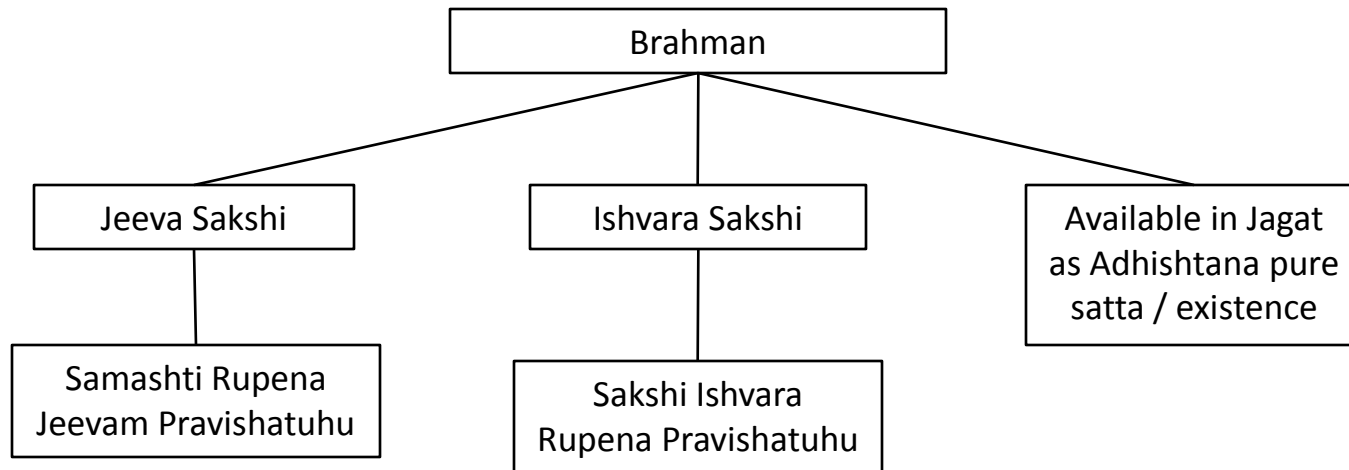 Brahman
Jeeva Sakshi
Ishvara Sakshi
Available in Jagat
as Adhishtana pure
satta / existence
Samashti Rupena
Jeevam Pravishatuhu
Sakshi Ishvara
Rupena Pravishatuhu